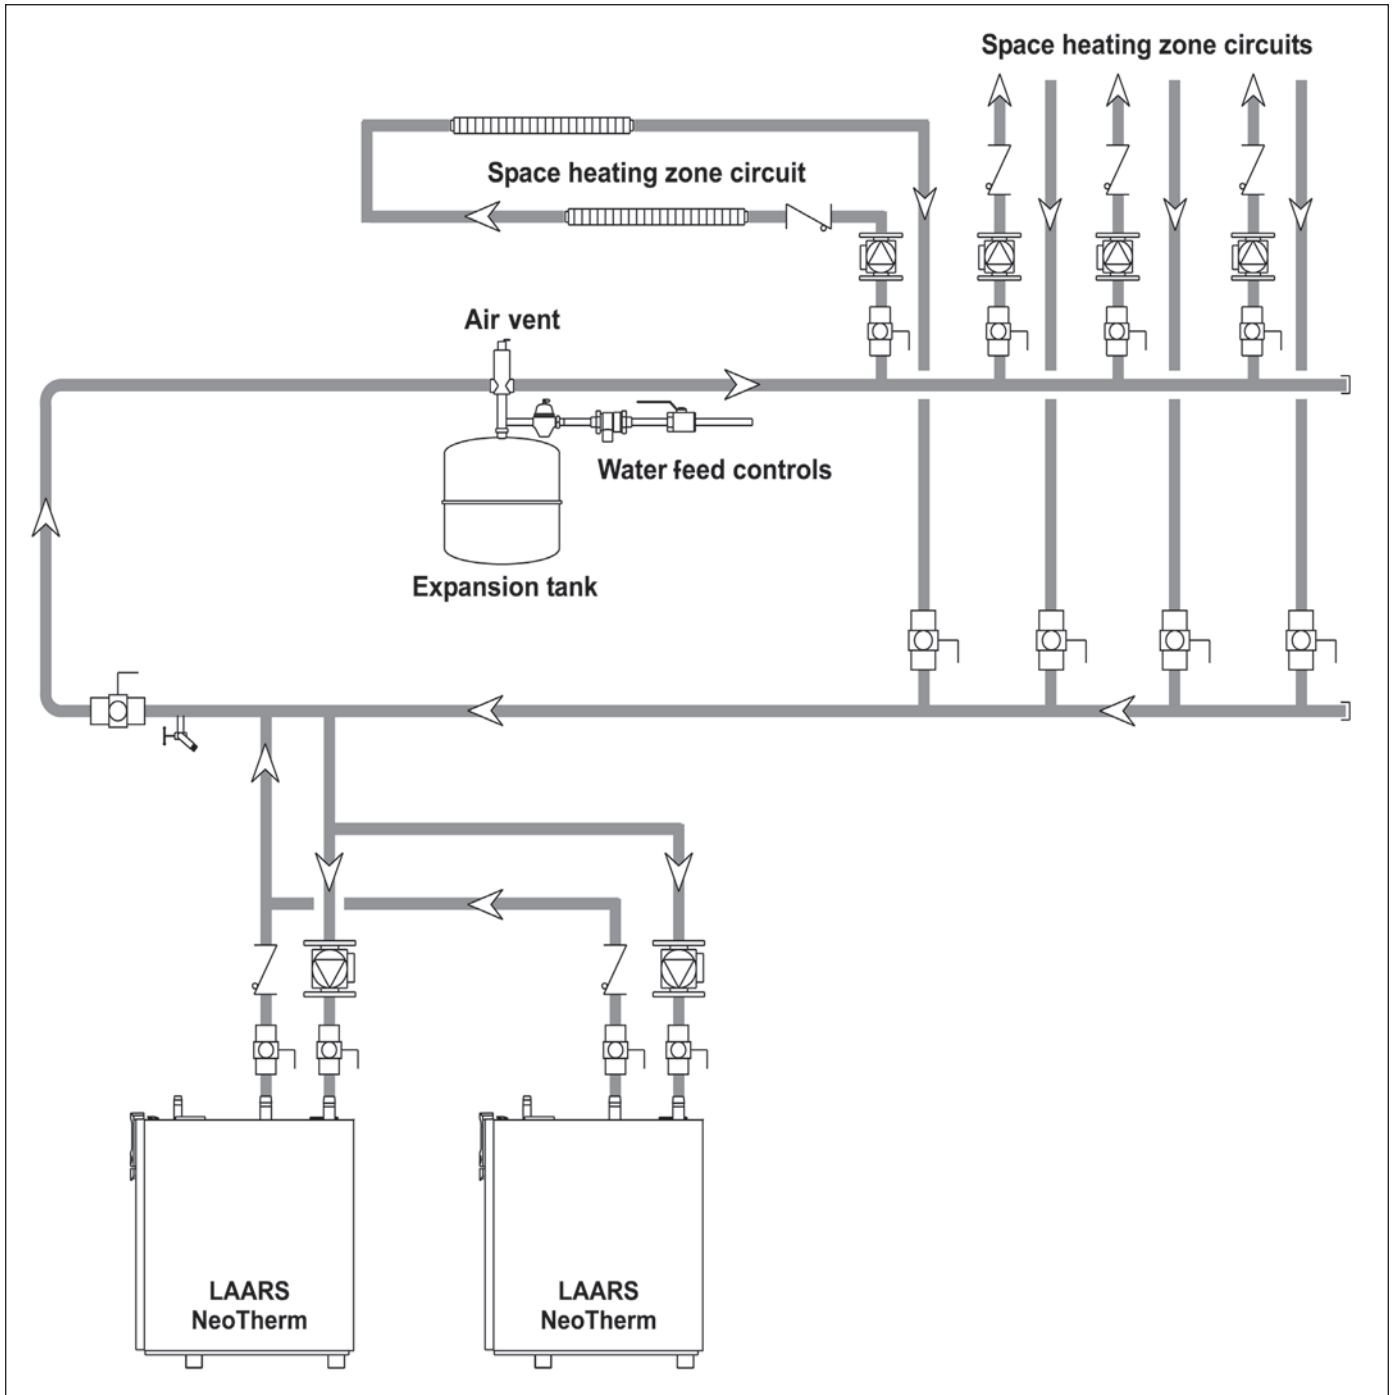 Space heating zone circuits
Space heating zone circuit
Air vent
Water feed controls
Expansion tank
LAARS
NeoTherm
LAARS
NeoTherm